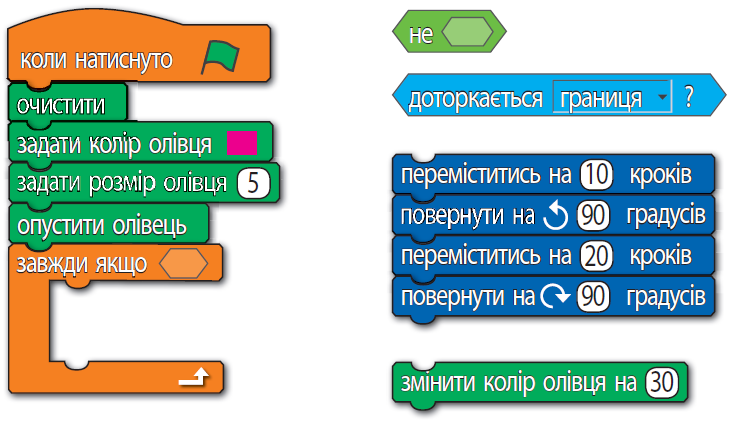 коли натиснуто
очистити
задати колір олівця
задати розмір олівця 5
опустити олівець
завжди якщо
не
доторкається границя ?
переміститись на 10 кроків
повернути на 90 градусів
переміститись на 20 кроків
повернути на 90 градусів
змінити колір олівця на 30